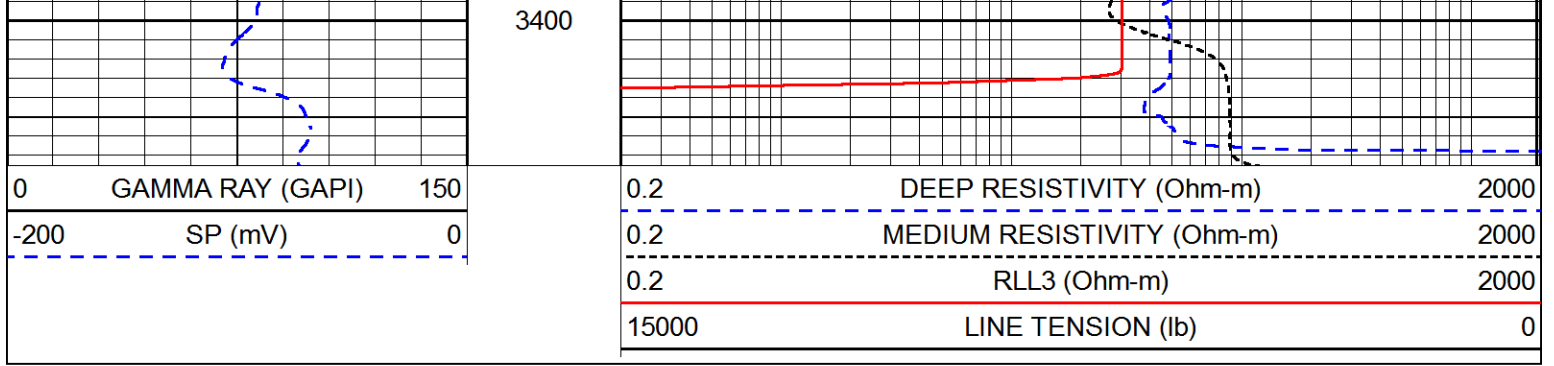 3400
0 GAMMA RAY (GAPI) 150
0.2 DEEP RESISTIVITY (Ohm-m) 2000
-200 SP (mV) 0
0.2 MEDIUM RESISTIVITY (Ohm-m) 2000
0.2 RLL3 (Ohm-m) 2000
15000 LINE TENSION (lb) 0